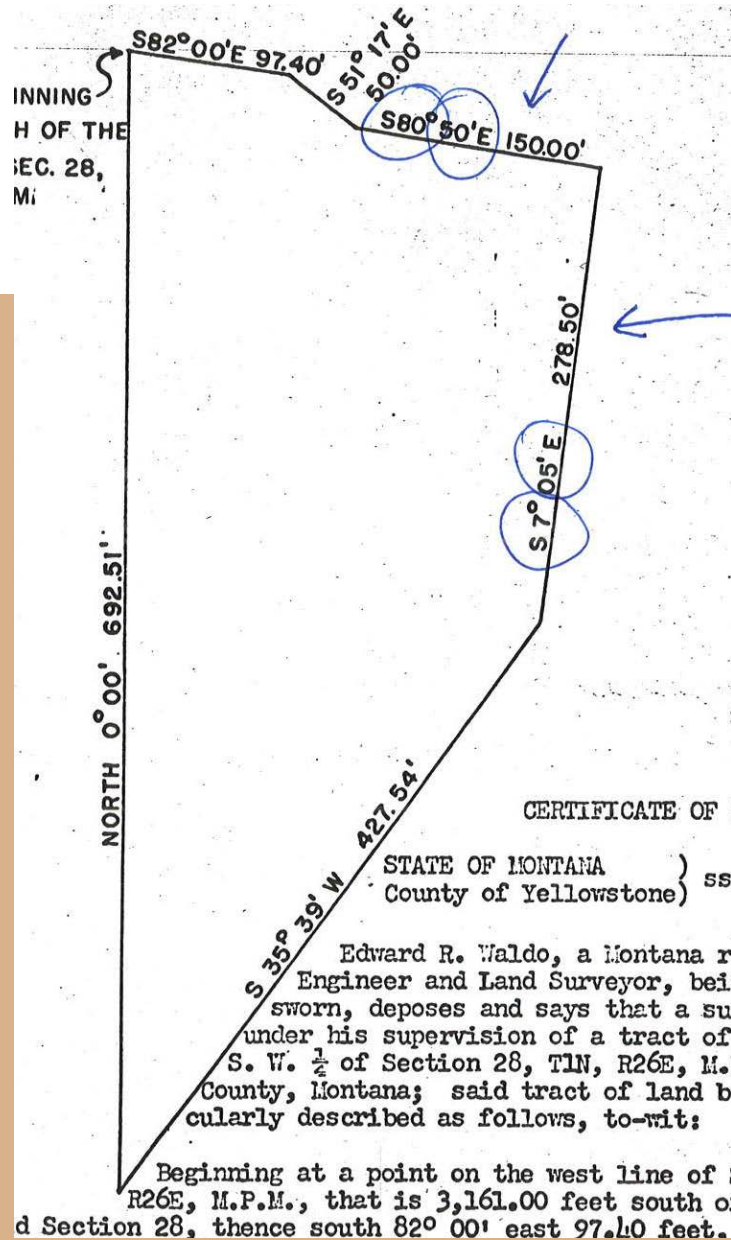 S82°00'E 97.40'
S 51° 17' E
50.00'
INNING
H OF THE
SEC. 28,
S80°50'E 150.00'
278.50'
S 7° 05' E
NORTH 0°00' 692.51'
S 35° 39' W 427.54'
CERTIFICATE OF
STATE OF MONTANA )
County of Yellowstone) ss
Edward R. Waldo, a Montana r
Engineer and Land Surveyor, bei
sworn, deposes and says that a su
under his supervision of a tract of
S. W. ¼ of Section 28, T1N, R26E, M.
County, Montana; said tract of land b
cularly described as follows, to-wit:
Beginning at a point on the west line of S
R26E, M.P.M., that is 3,161.00 feet south o
d Section 28, thence south 82° 00' east 97.40 feet,